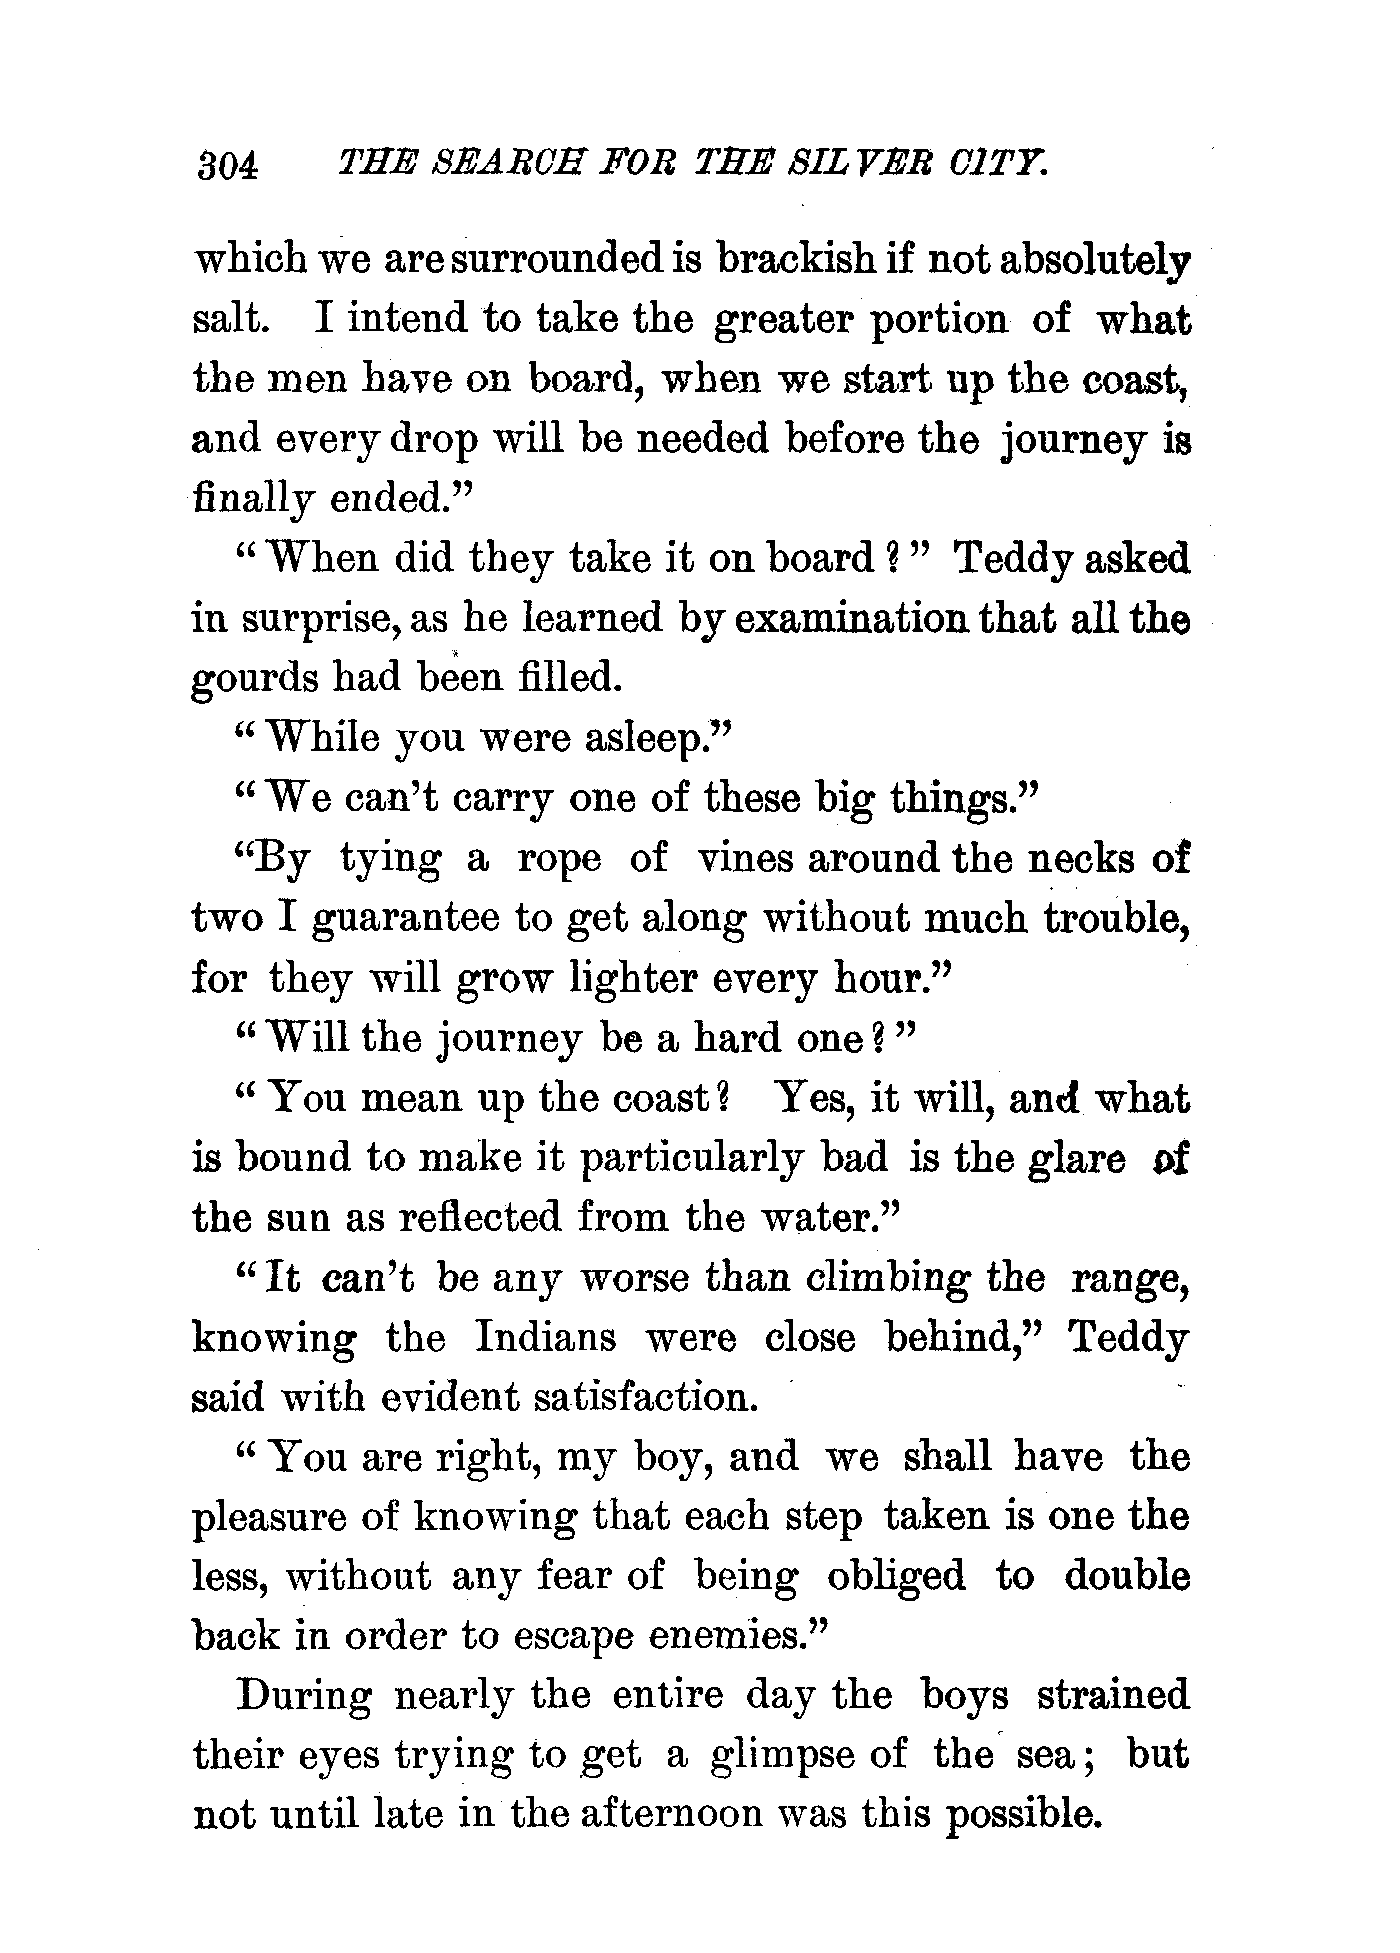 304 THE SEARCH FOR THE SILVER CITY.
which we are surrounded is brackish if not absolutely
salt. I intend to take the greater portion of what
the men have on board, when we start up the coast,
and every drop will be needed before the journey is
finally ended."
"When did they take it on board?" Teddy asked
in surprise, as he learned by examination that all the
gourds had been filled.
"While you were asleep."
"We can't carry one of these big things."
"By tying a rope of vines around the necks of
two I guarantee to get along without much trouble,
for they will grow lighter every hour."
"Will the journey be a hard one?"
"You mean up the coast? Yes, it will, and what
is bound to make it particularly bad is the glare of
the sun as reflected from the water."
"It can't be any worse than climbing the range,
knowing the Indians were close behind," Teddy
said with evident satisfaction.
"You are right, my boy, and we shall have the
pleasure of knowing that each step taken is one the
less, without any fear of being obliged to double
back in order to escape enemies."
During nearly the entire day the boys strained
their eyes trying to get a glimpse of the sea; but
not until late in the afternoon was this possible.